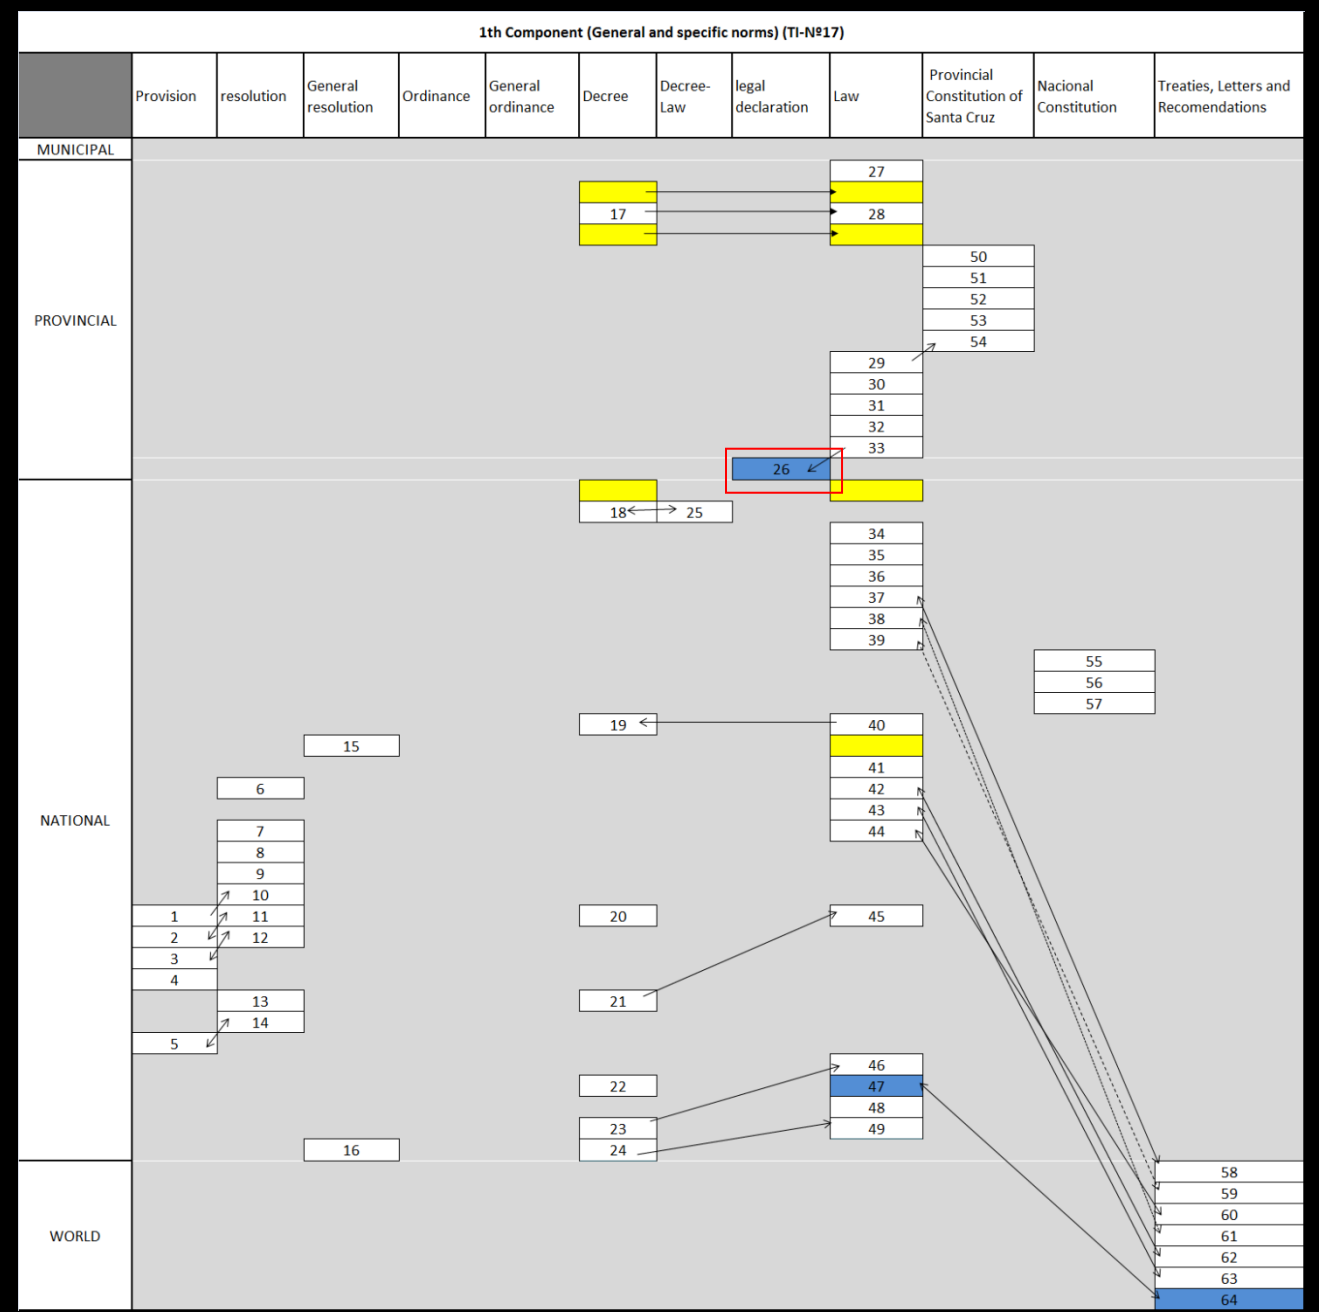 1th Component (General and specific norms) (TI-Nº17)
Provision
resolution
General
resolution
Ordinance
General
ordinance
Decree
Decree-
Law
legal
declaration
Law
Provincial
Constitution of
Santa Cruz
Nacional
Constitution
Treaties, Letters and
Recomendations
MUNICIPAL
27
17 28
50
51
52
53
PROVINCIAL
54
29
30
31
32
33
26
18 25
34
35
36
37
38
39
55
56
57
19 40
15
41
6 42
43
NATIONAL
7 44
8
9
10
1 11 20 45
2 12
3
4
13 21
14
5
46
22 47
48
23 49
16 24
58
59
60
WORLD
61
62
63
64